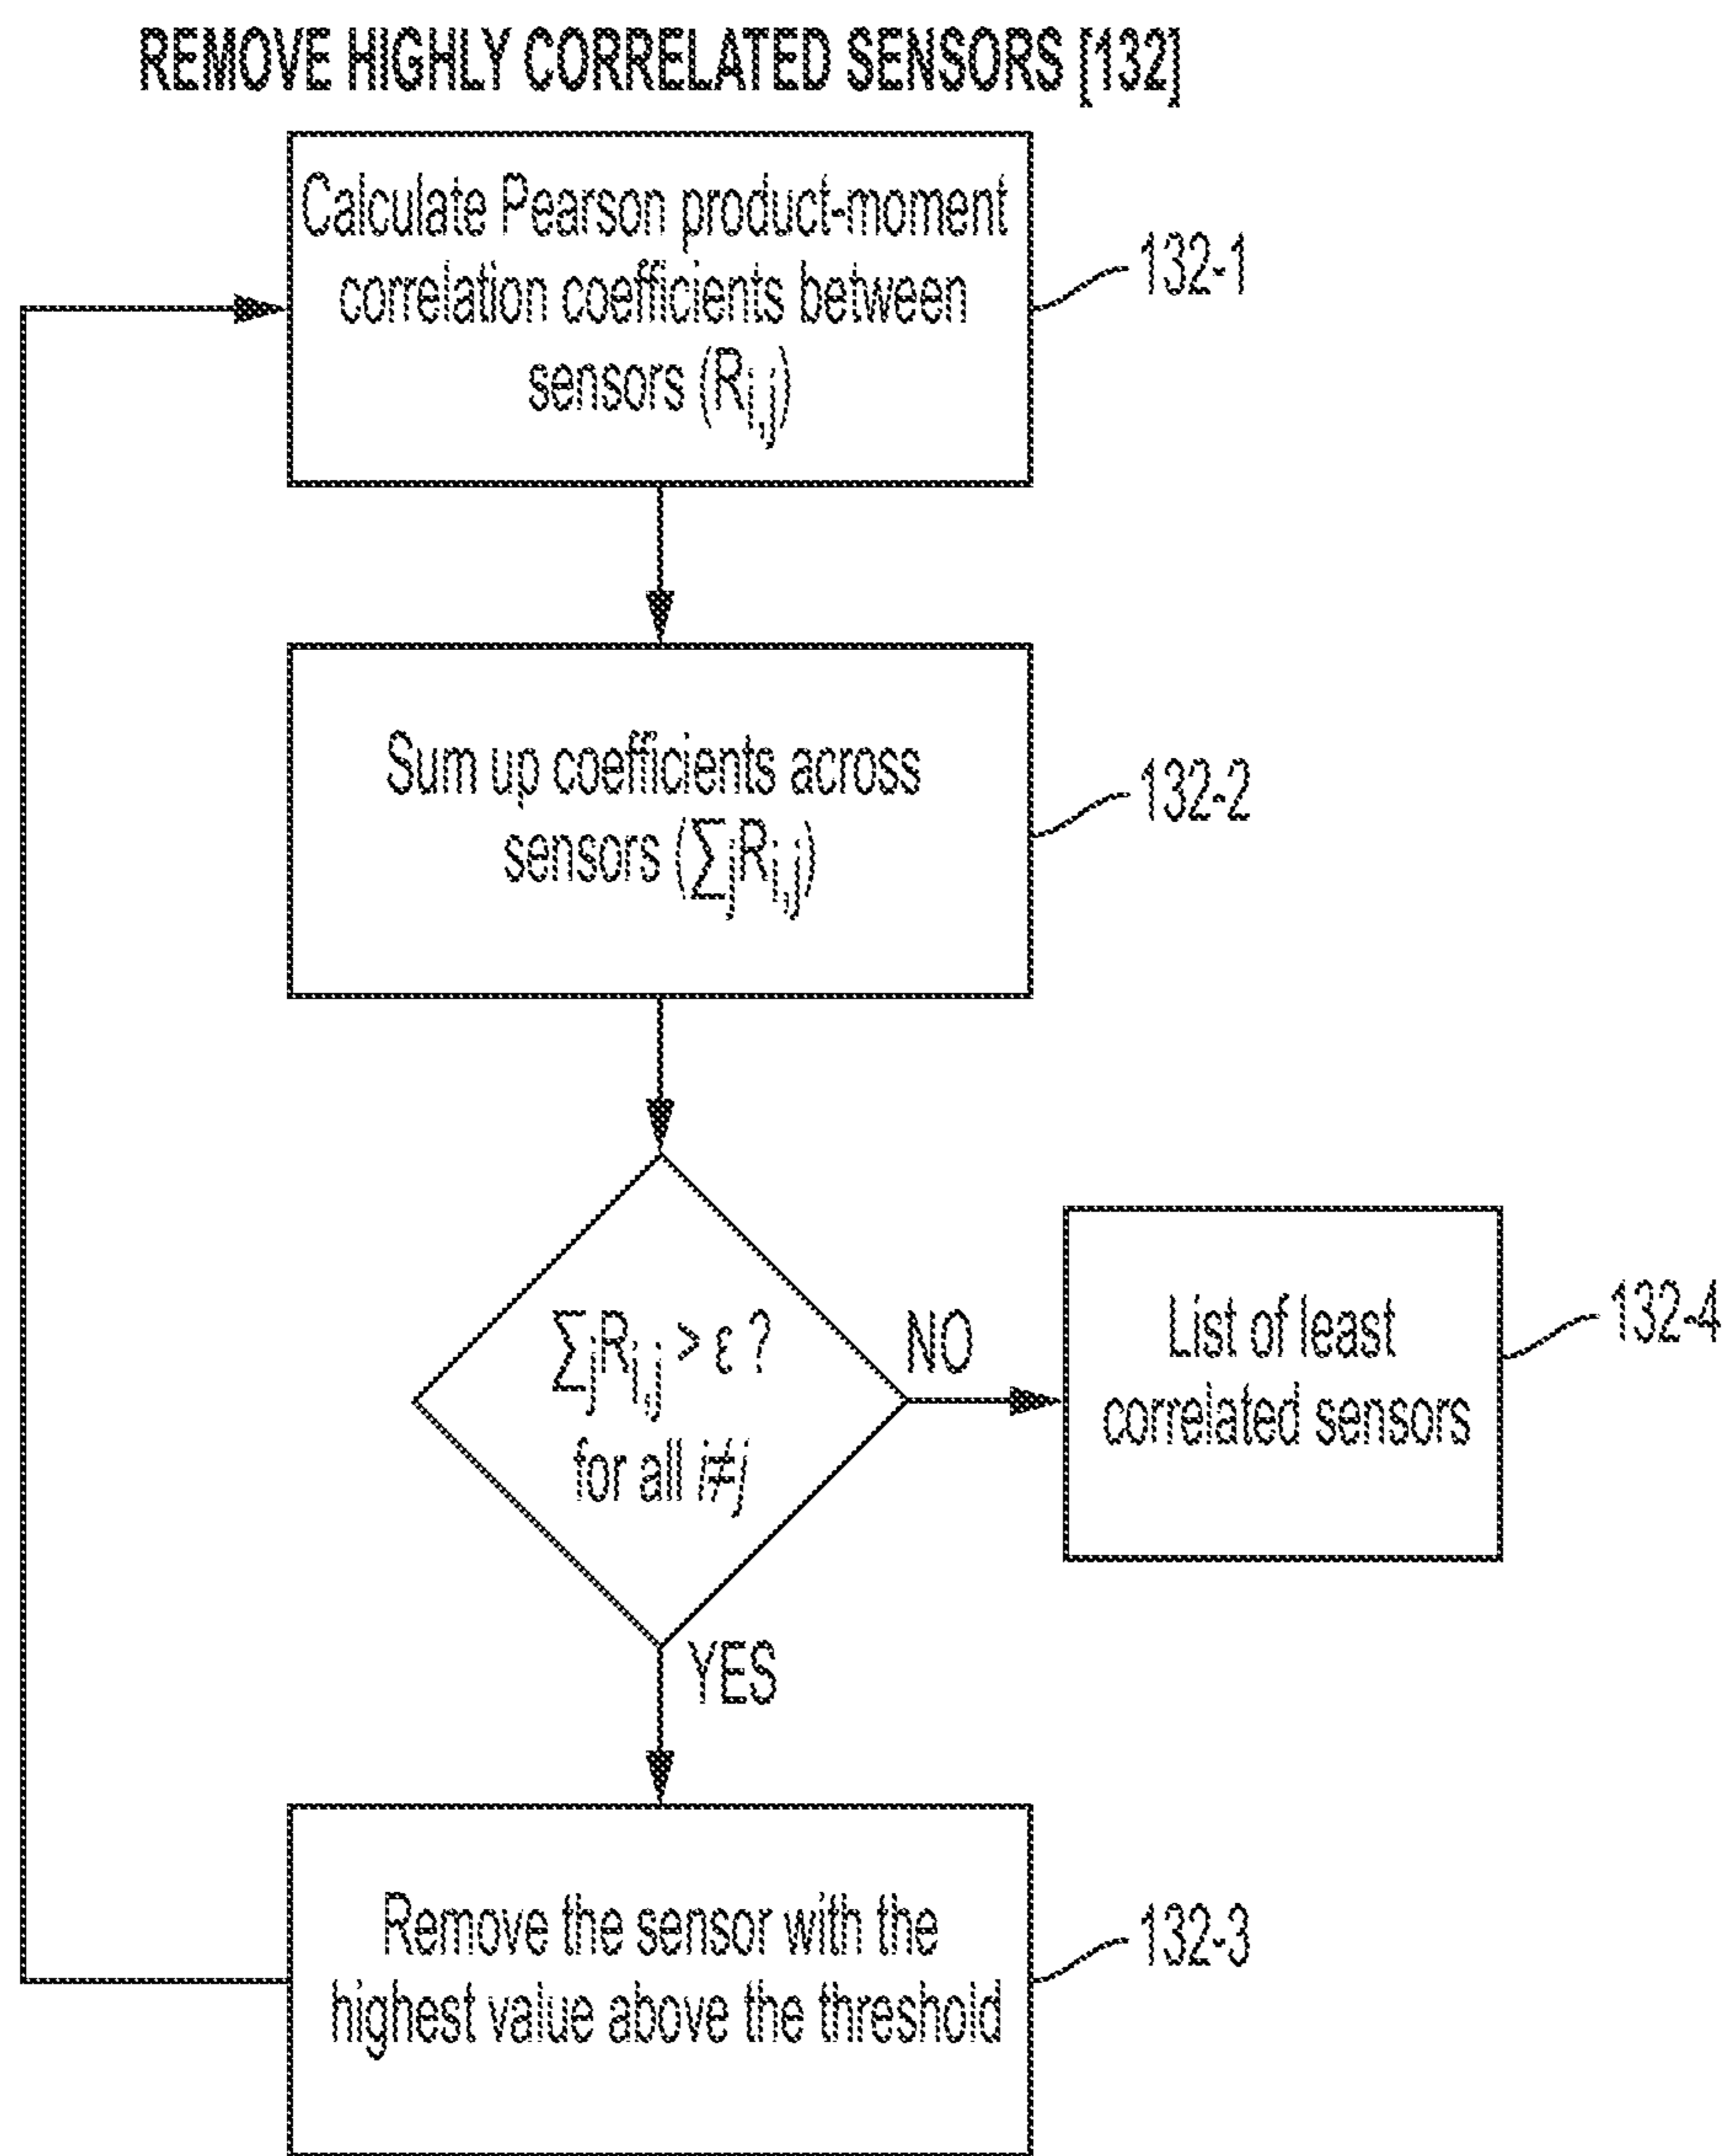 REMOVE HIGHLY CORRELATED SENSORS [132]
Calculate Pearson product-moment
correlation coefficients between
sensors (Ri,j)
132-1
Sum up coefficients across
sensors (∑jRi,j)
132-2
∑jRi,j > ε ?
for all i≠j
NO
List of least
correlated sensors
132-4
YES
Remove the sensor with the
highest value above the threshold
132-3